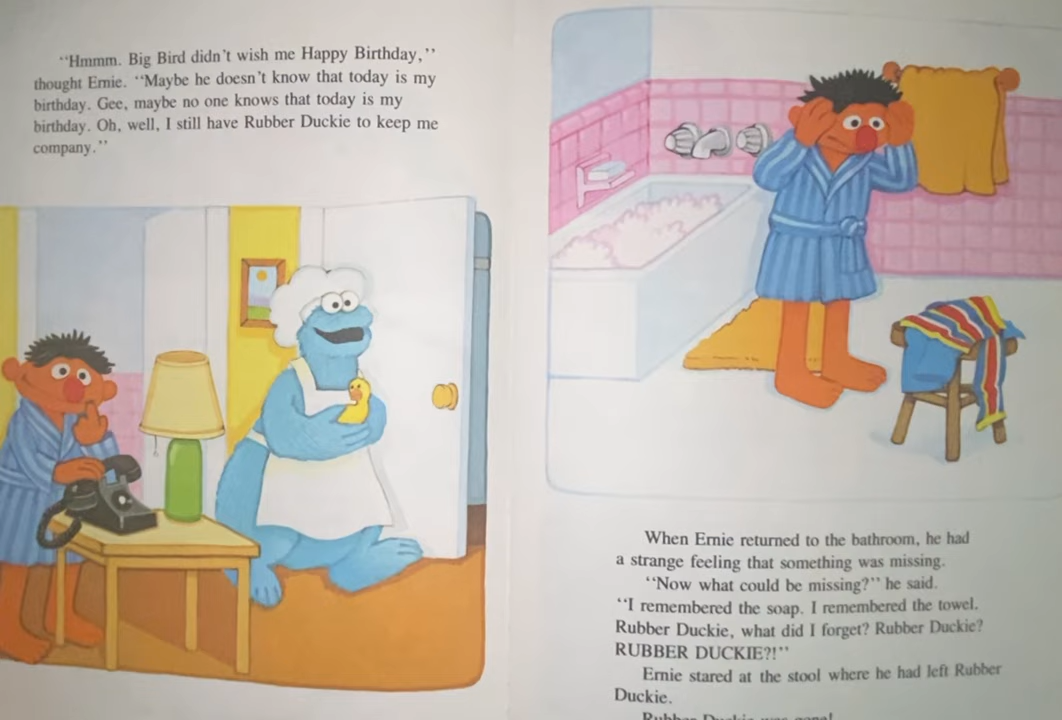 “Hmmm. Big Bird didn’t wish me Happy Birthday,”
thought Ernie. “Maybe he doesn’t know that today is my
birthday. Gee, maybe no one knows that today is my
birthday. Oh, well, I still have Rubber Duckie to keep me
company.”
When Ernie returned to the bathroom, he had
a strange feeling that something was missing.
“Now what could be missing?” he said.
“I remembered the soap. I remembered the towel.
Rubber Duckie, what did I forget? Rubber Duckie?
RUBBER DUCKIE?!”
Ernie stared at the stool where he had left Rubber
Duckie.
Rubber Duckie was gone!